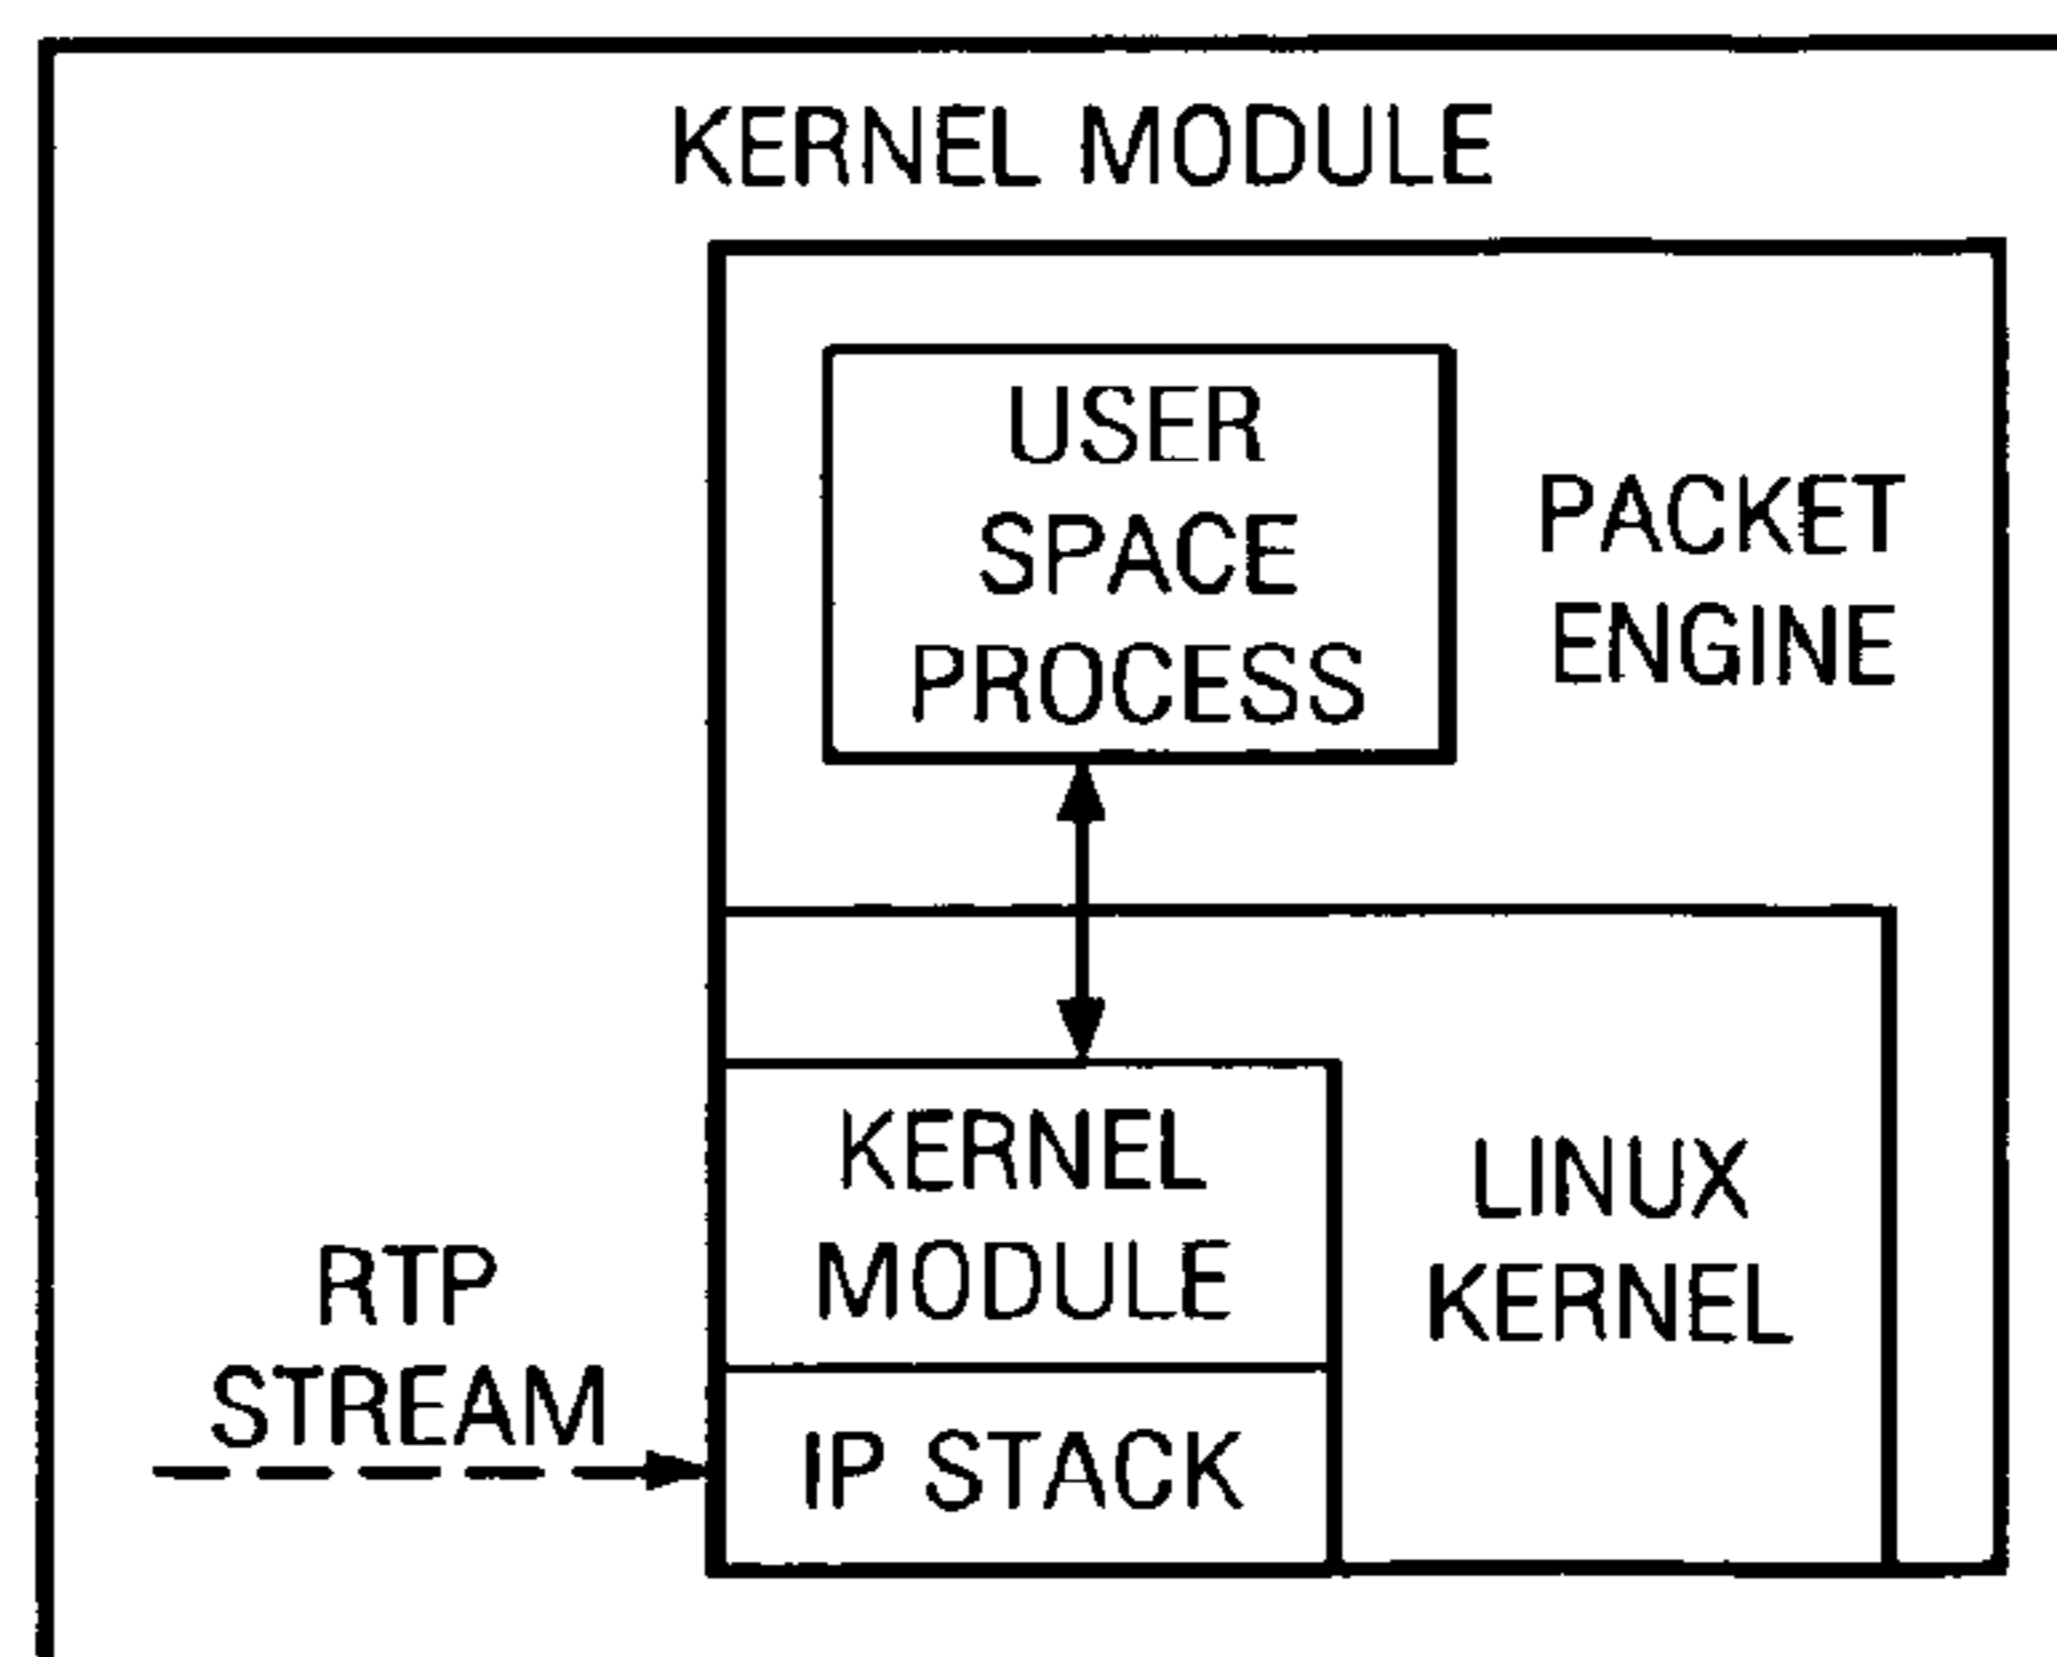 KERNEL MODULE
USER
SPACE
PROCESS
PACKET
ENGINE
KERNEL
MODULE
LINUX
KERNEL
RTP
STREAM
IP STACK